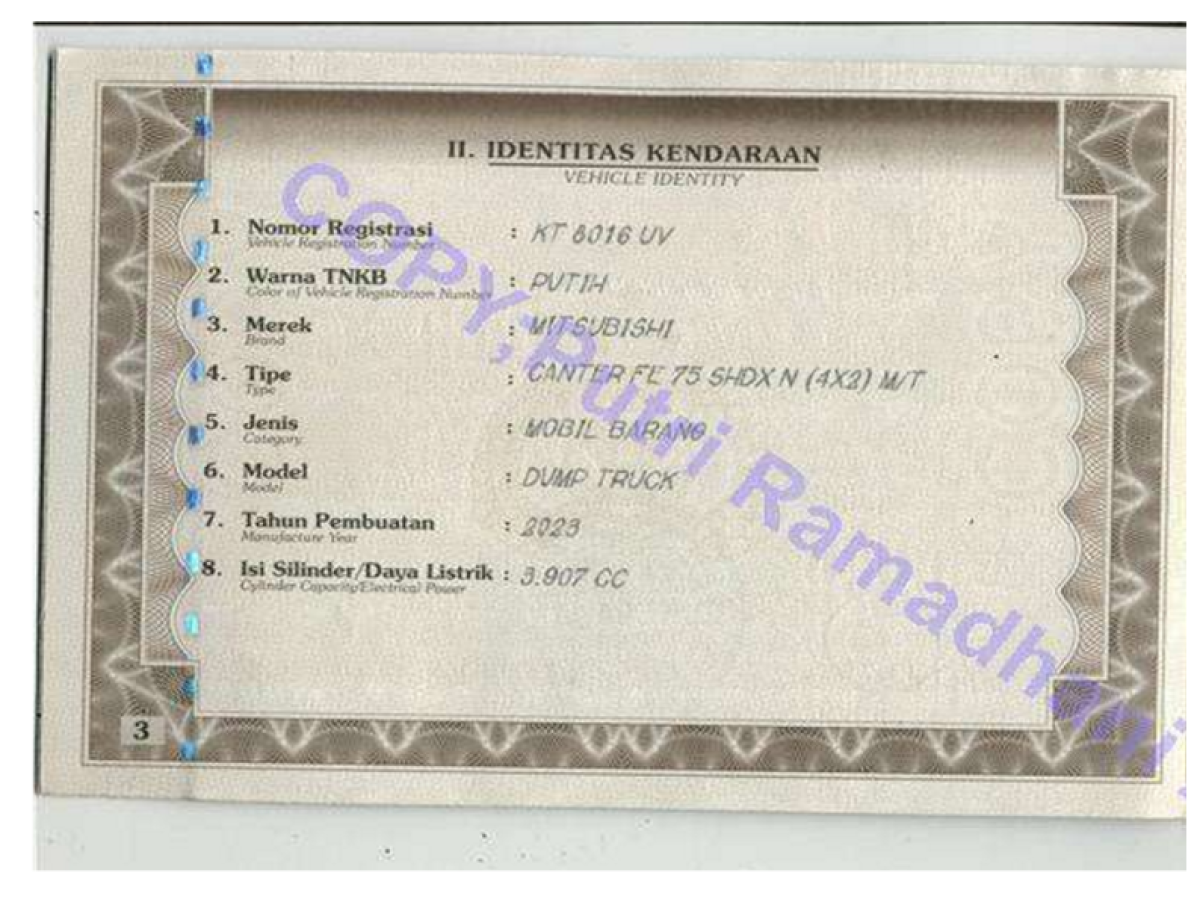 II. IDENTITAS KENDARAAN
VEHICLE IDENTITY
1. Nomor Registrasi : KT 8016 UV
Vehicle Registration Number
2. Warna TNKB : PUTIH
Color of Vehicle Registration Number
3. Merek : MITSUBISHI
Brand
4. Tipe : CANTER FE 75 SHDX N (4X2) M/T
Type
5. Jenis : MOBIL BARANG
Category
6. Model : DUMP TRUCK
Model
7. Tahun Pembuatan : 2023
Manufacture Year
8. Isi Silinder/Daya Listrik : 3.907 CC
Cylinder Capacity/Electrical Power
3
COPY, Putri Ramadhani